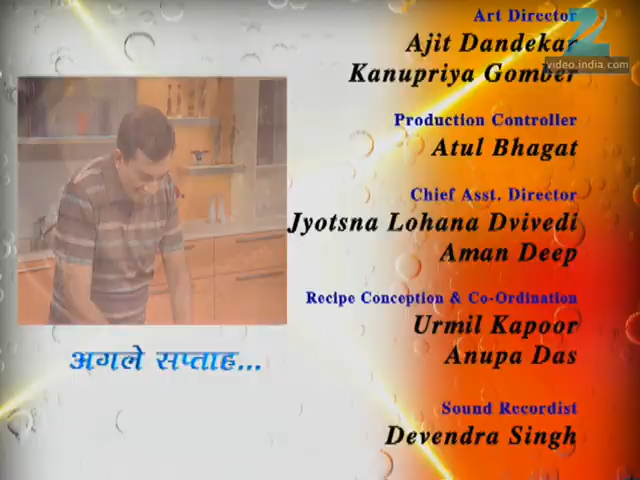 Art Director
Ajit Dandekar
Kanupriya Gomber
video.india.com
Production Controller
Atul Bhagat
Chief Asst. Director
Jyotsna Lohana Dvivedi
Aman Deep
Recipe Conception & Co-Ordination
Urmil Kapoor
Anupa Das
अगले सप्ताह...
Sound Recordist
Devendra Singh